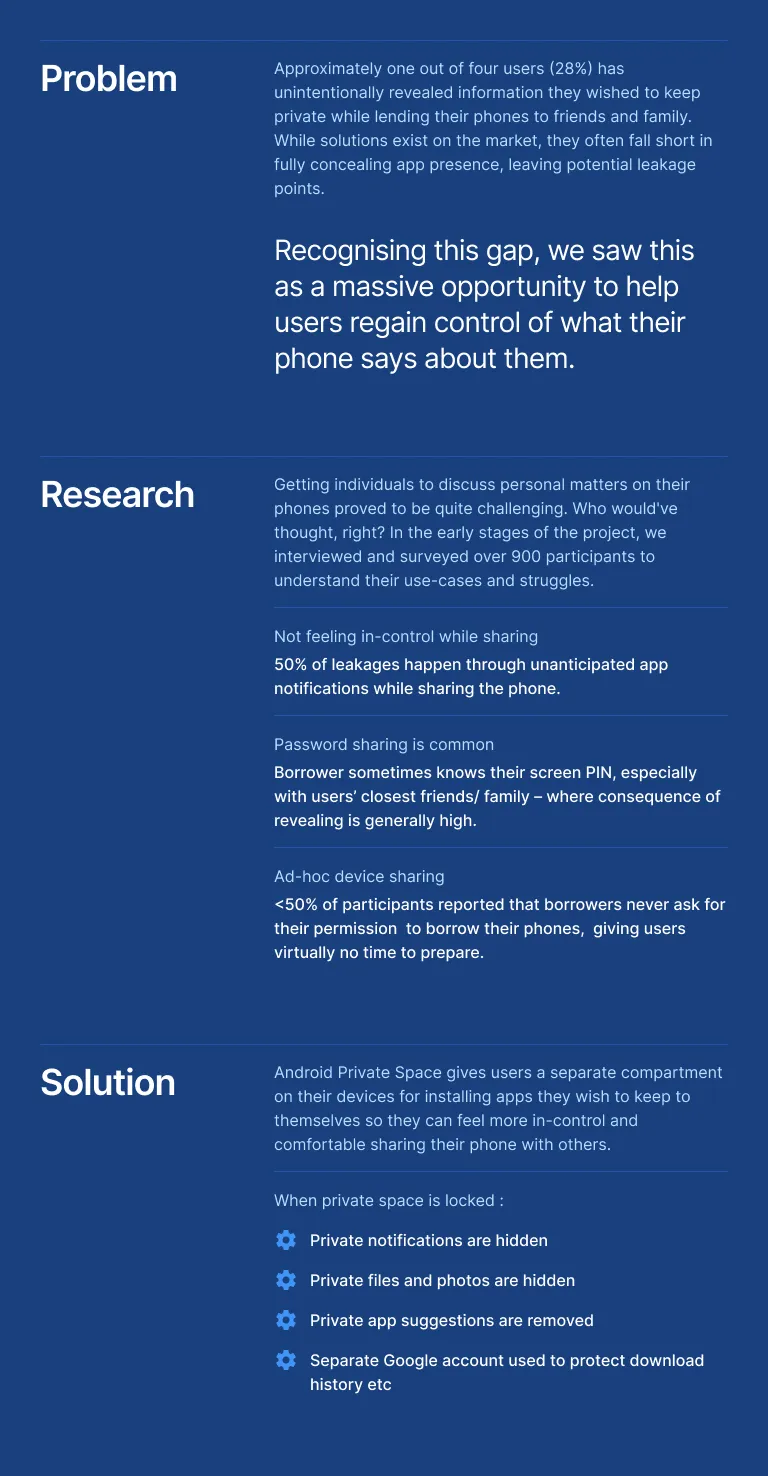 Problem
Approximately one out of four users (28%) has
unintentionally revealed information they wished to keep
private while lending their phones to friends and family.
While solutions exist on the market, they often fall short in
fully concealing app presence, leaving potential leakage
points.
Recognising this gap, we saw this
as a massive opportunity to help
users regain control of what their
phone says about them.
Research
Getting individuals to discuss personal matters on their
phones proved to be quite challenging. Who would've
thought, right? In the early stages of the project, we
interviewed and surveyed over 900 participants to
understand their use-cases and struggles.
Not feeling in-control while sharing
50% of leakages happen through unanticipated app
notifications while sharing the phone.
Password sharing is common
Borrower sometimes knows their screen PIN, especially
with users’ closest friends/ family – where consequence of
revealing is generally high.
Ad-hoc device sharing
<50% of participants reported that borrowers never ask for
their permission  to borrow their phones,  giving users
virtually no time to prepare.
Solution
Android Private Space gives users a separate compartment
on their devices for installing apps they wish to keep to
themselves so they can feel more in-control and
comfortable sharing their phone with others.
When private space is locked :
Private notifications are hidden
Private files and photos are hidden
Private app suggestions are removed
Separate Google account used to protect download
history etc